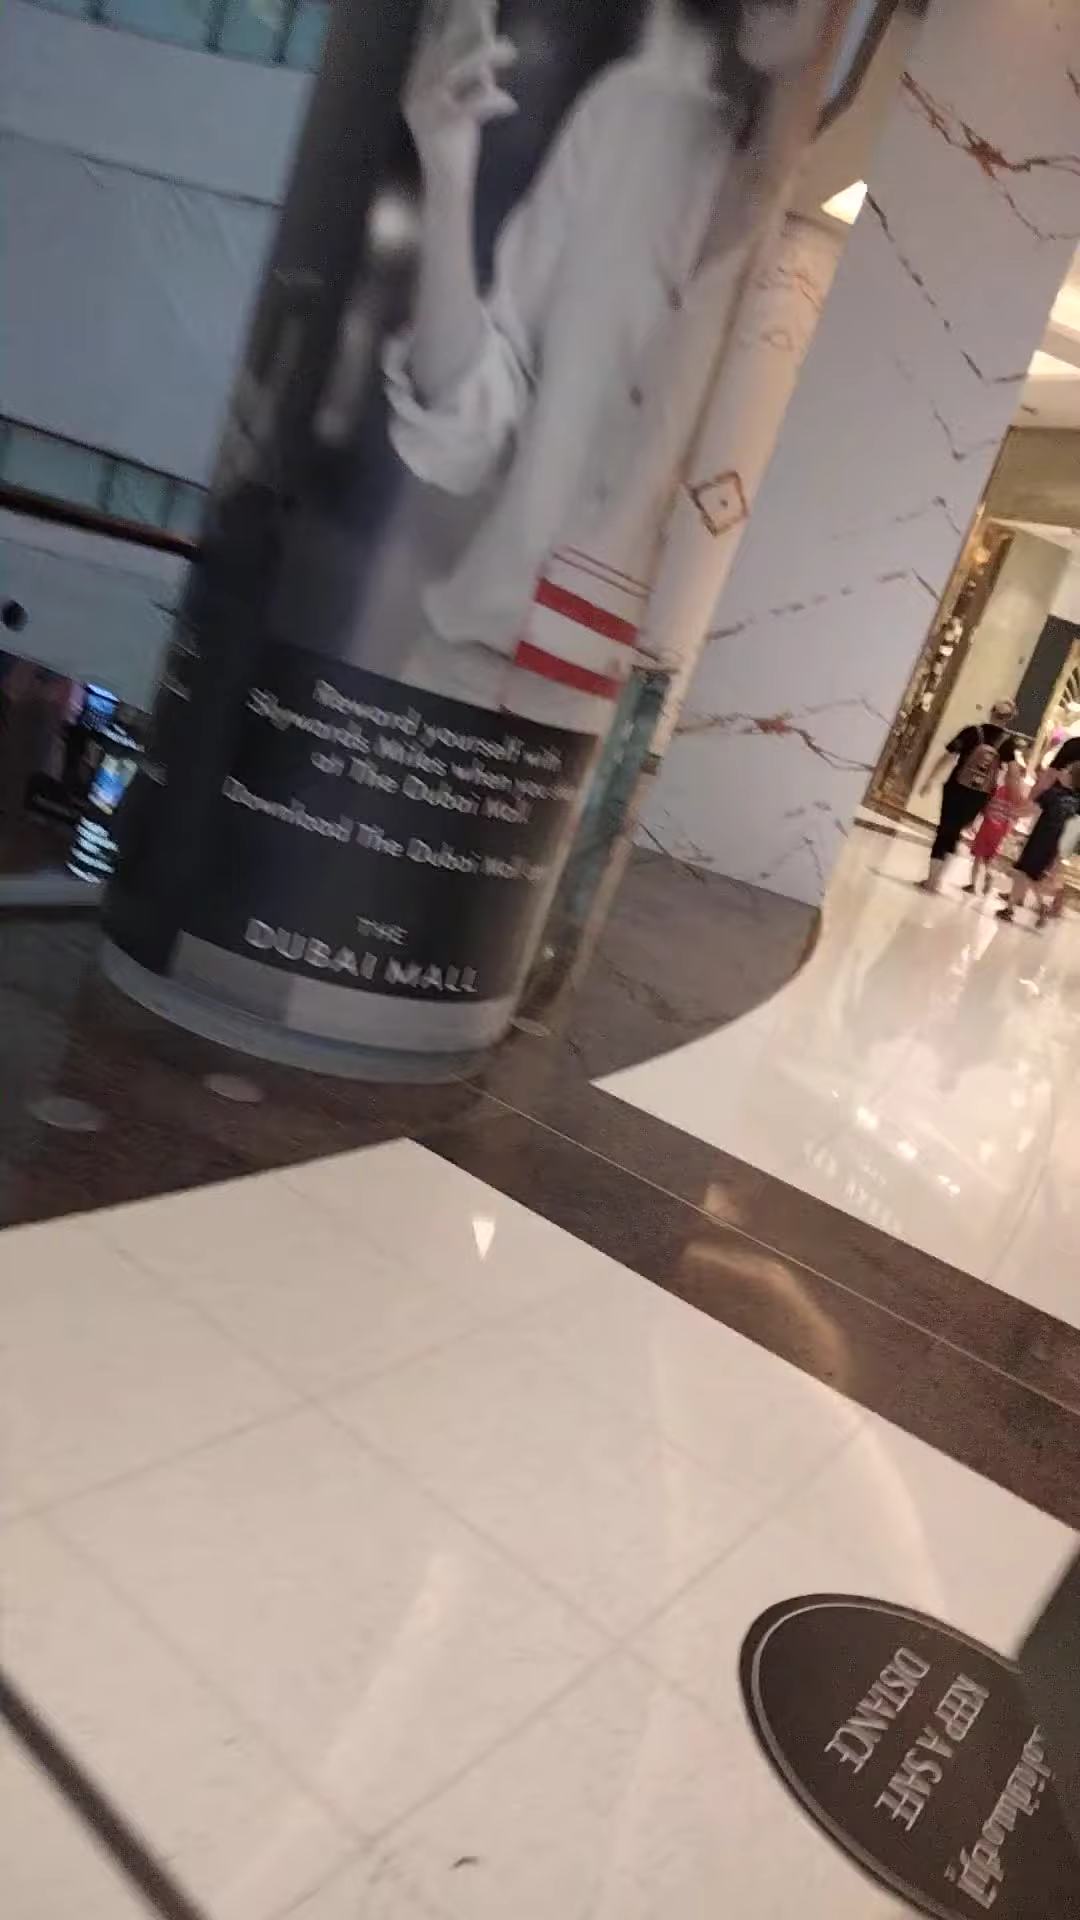 Reward yourself with
Skywards Miles when you
at The Dubai Mall
Download The Dubai Mall
THE
DUBAI MALL
KEEP A SAFE
DISTANCE